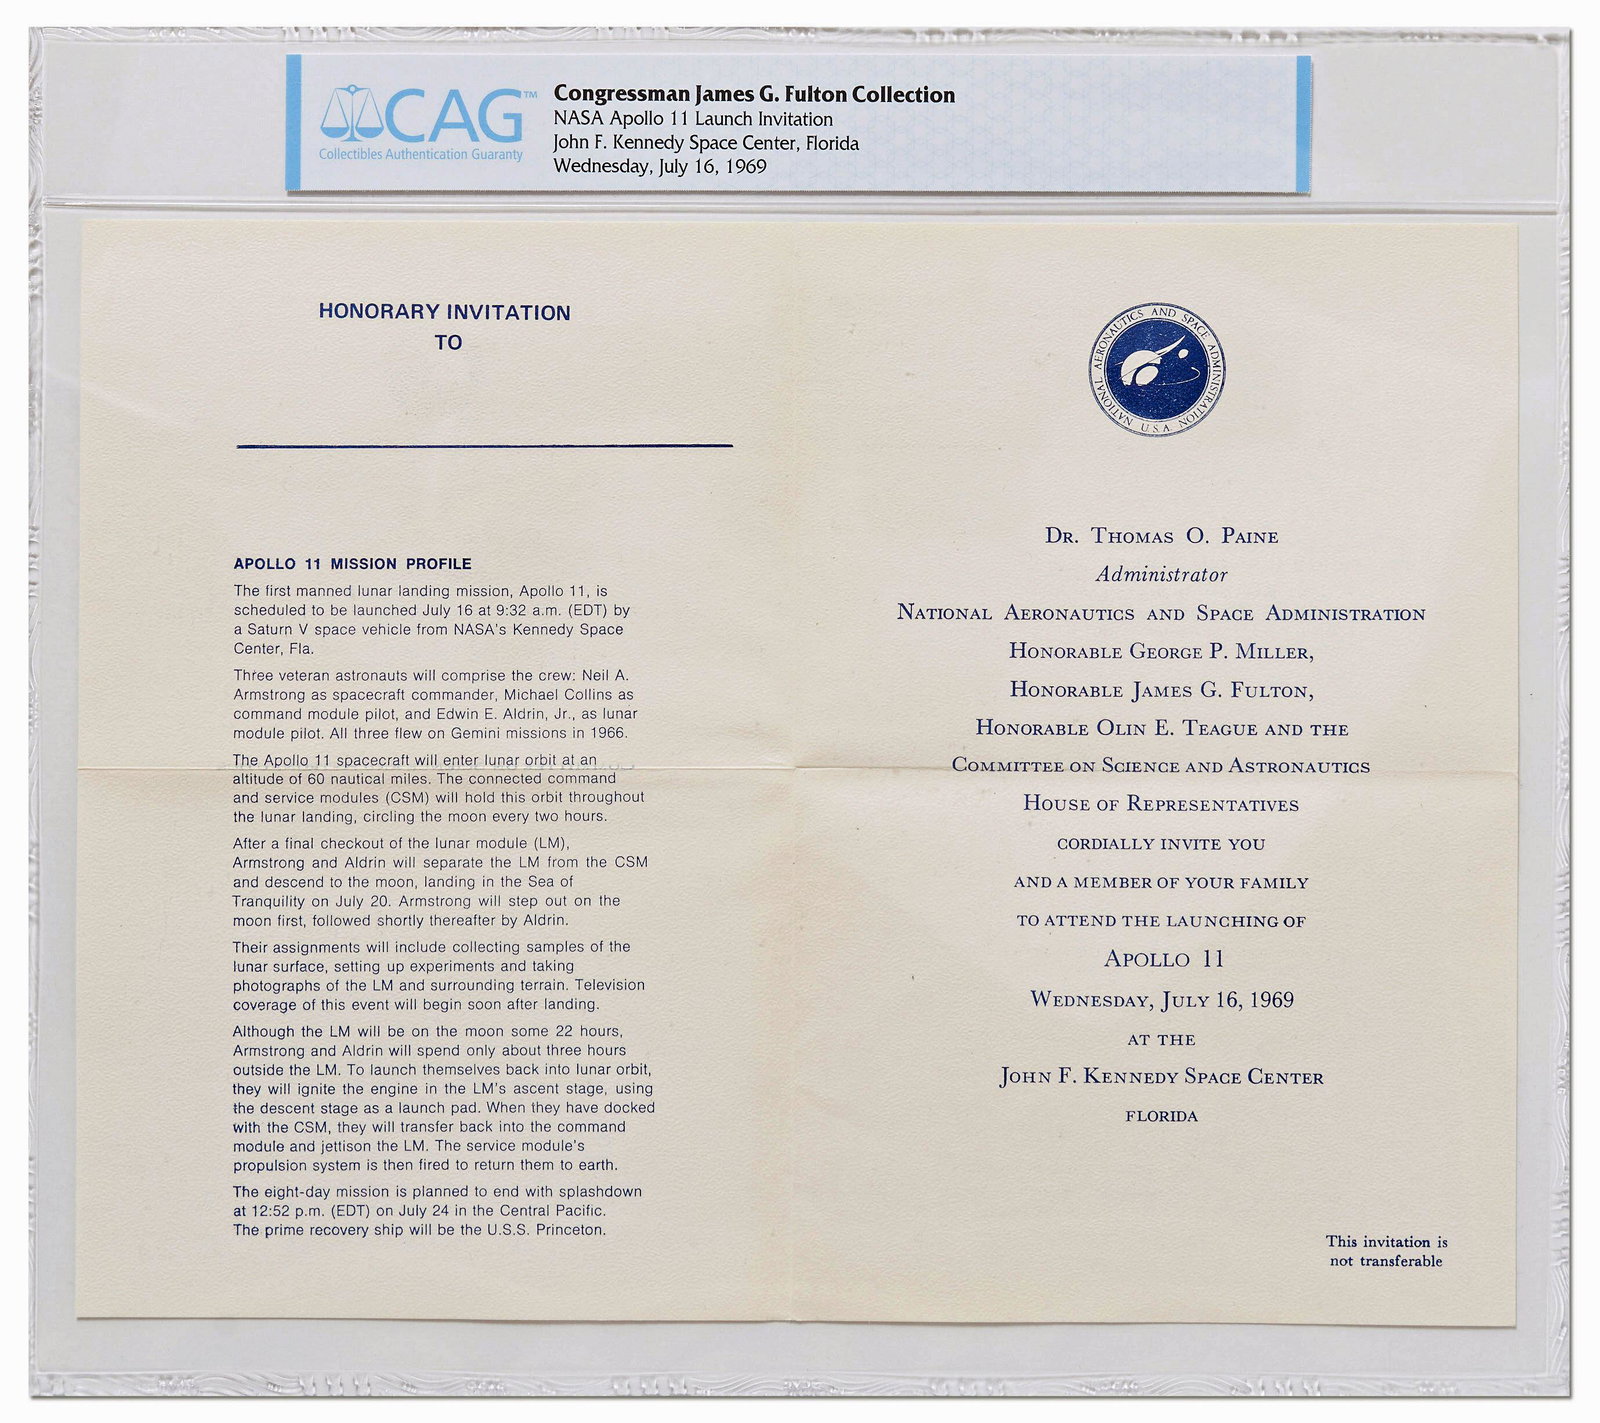 CAG™
Collectibles Authentication Guaranty
Congressman James G. Fulton Collection
NASA Apollo 11 Launch Invitation
John F. Kennedy Space Center, Florida
Wednesday, July 16, 1969
HONORARY INVITATION
TO
APOLLO 11 MISSION PROFILE
The first manned lunar landing mission, Apollo 11, is
scheduled to be launched July 16 at 9:32 a.m. (EDT) by
a Saturn V space vehicle from NASA's Kennedy Space
Center, Fla.
Three veteran astronauts will comprise the crew: Neil A.
Armstrong as spacecraft commander, Michael Collins as
command module pilot, and Edwin E. Aldrin, Jr., as lunar
module pilot. All three flew on Gemini missions in 1966.
The Apollo 11 spacecraft will enter lunar orbit at an
altitude of 60 nautical miles. The connected command
and service modules (CSM) will hold this orbit throughout
the lunar landing, circling the moon every two hours.
After a final checkout of the lunar module (LM),
Armstrong and Aldrin will separate the LM from the CSM
and descend to the moon, landing in the Sea of
Tranquility on July 20. Armstrong will step out on the
moon first, followed shortly thereafter by Aldrin.
Their assignments will include collecting samples of the
lunar surface, setting up experiments and taking
photographs of the LM and surrounding terrain. Television
coverage of this event will begin soon after landing.
Although the LM will be on the moon some 22 hours,
Armstrong and Aldrin will spend only about three hours
outside the LM. To launch themselves back into lunar orbit,
they will ignite the engine in the LM's ascent stage, using
the descent stage as a launch pad. When they have docked
with the CSM, they will transfer back into the command
module and jettison the LM. The service module's
propulsion system is then fired to return them to earth.
The eight-day mission is planned to end with splashdown
at 12:52 p.m. (EDT) on July 24 in the Central Pacific.
The prime recovery ship will be the U.S.S. Princeton.
NATIONAL AERONAUTICS AND SPACE ADMINISTRATION
U.S.A.
DR. THOMAS O. PAINE
Administrator
NATIONAL AERONAUTICS AND SPACE ADMINISTRATION
HONORABLE GEORGE P. MILLER,
HONORABLE JAMES G. FULTON,
HONORABLE OLIN E. TEAGUE AND THE
COMMITTEE ON SCIENCE AND ASTRONAUTICS
HOUSE OF REPRESENTATIVES
CORDIALLY INVITE YOU
AND A MEMBER OF YOUR FAMILY
TO ATTEND THE LAUNCHING OF
APOLLO 11
WEDNESDAY, JULY 16, 1969
AT THE
JOHN F. KENNEDY SPACE CENTER
FLORIDA
This invitation is
not transferable